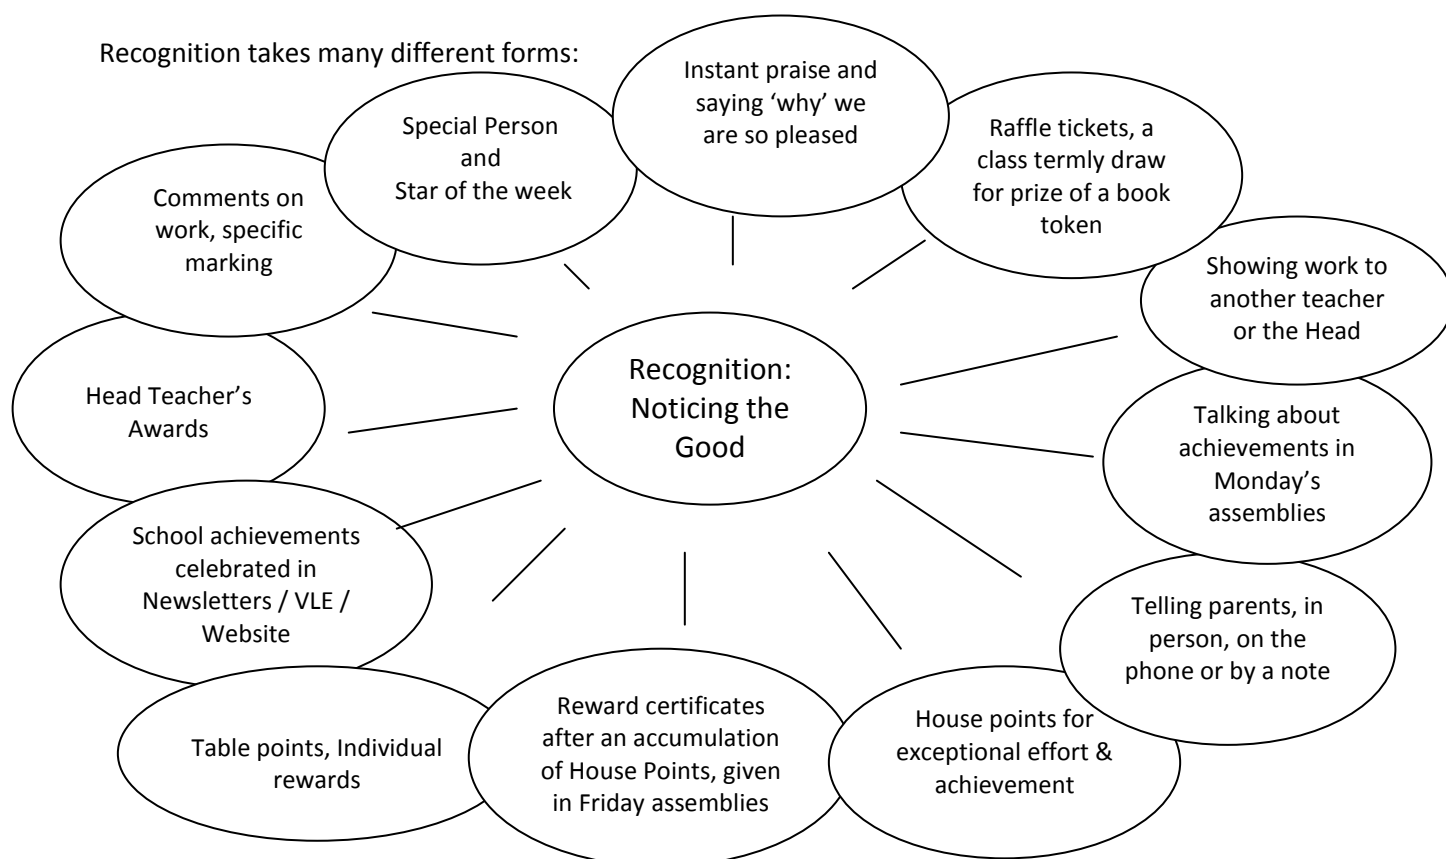 Recognition takes many different forms:
Instant praise and
saying ‘why’ we
are so pleased
Special Person
and
Star of the week
Raffle tickets, a
class termly draw
for prize of a book
token
Comments on
work, specific
marking
Showing work to
another teacher
or the Head
Recognition:
Noticing the
Good
Head Teacher’s
Awards
Talking about
achievements in
Monday’s
assemblies
School achievements
celebrated in
Newsletters / VLE /
Website
Telling parents, in
person, on the
phone or by a note
Table points, Individual
rewards
Reward certificates
after an accumulation
of House Points, given
in Friday assemblies
House points for
exceptional effort &
achievement